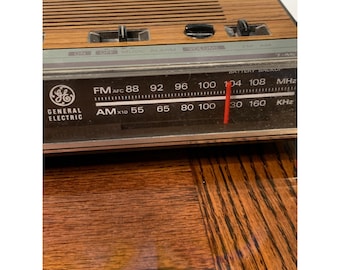 BATTERY BACKUP
FM AFC 88 92 96 100 104 108 MHz
AM X10 55 65 80 100 130 160 KHz
GE
GENERAL
ELECTRIC